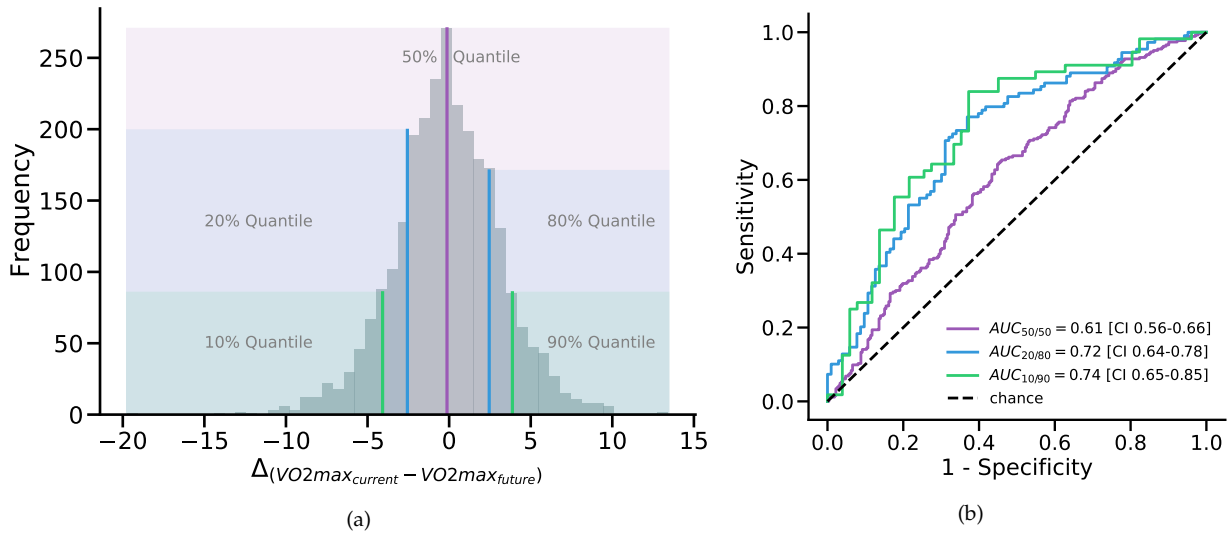 250
200
150
100
50
0
Frequency
50% Quantile
20% Quantile
80% Quantile
10% Quantile
90% Quantile
−20 −15 −10 −5 0 5 10 15
Δ(VO2max_current − VO2max_future)
(a)
1.0
0.8
0.6
0.4
0.2
0.0
Sensitivity
AUC50/50 = 0.61 [CI 0.56-0.66]
AUC20/80 = 0.72 [CI 0.64-0.78]
AUC10/90 = 0.74 [CI 0.65-0.85]
chance
0.0 0.2 0.4 0.6 0.8 1.0
1 - Specificity
(b)